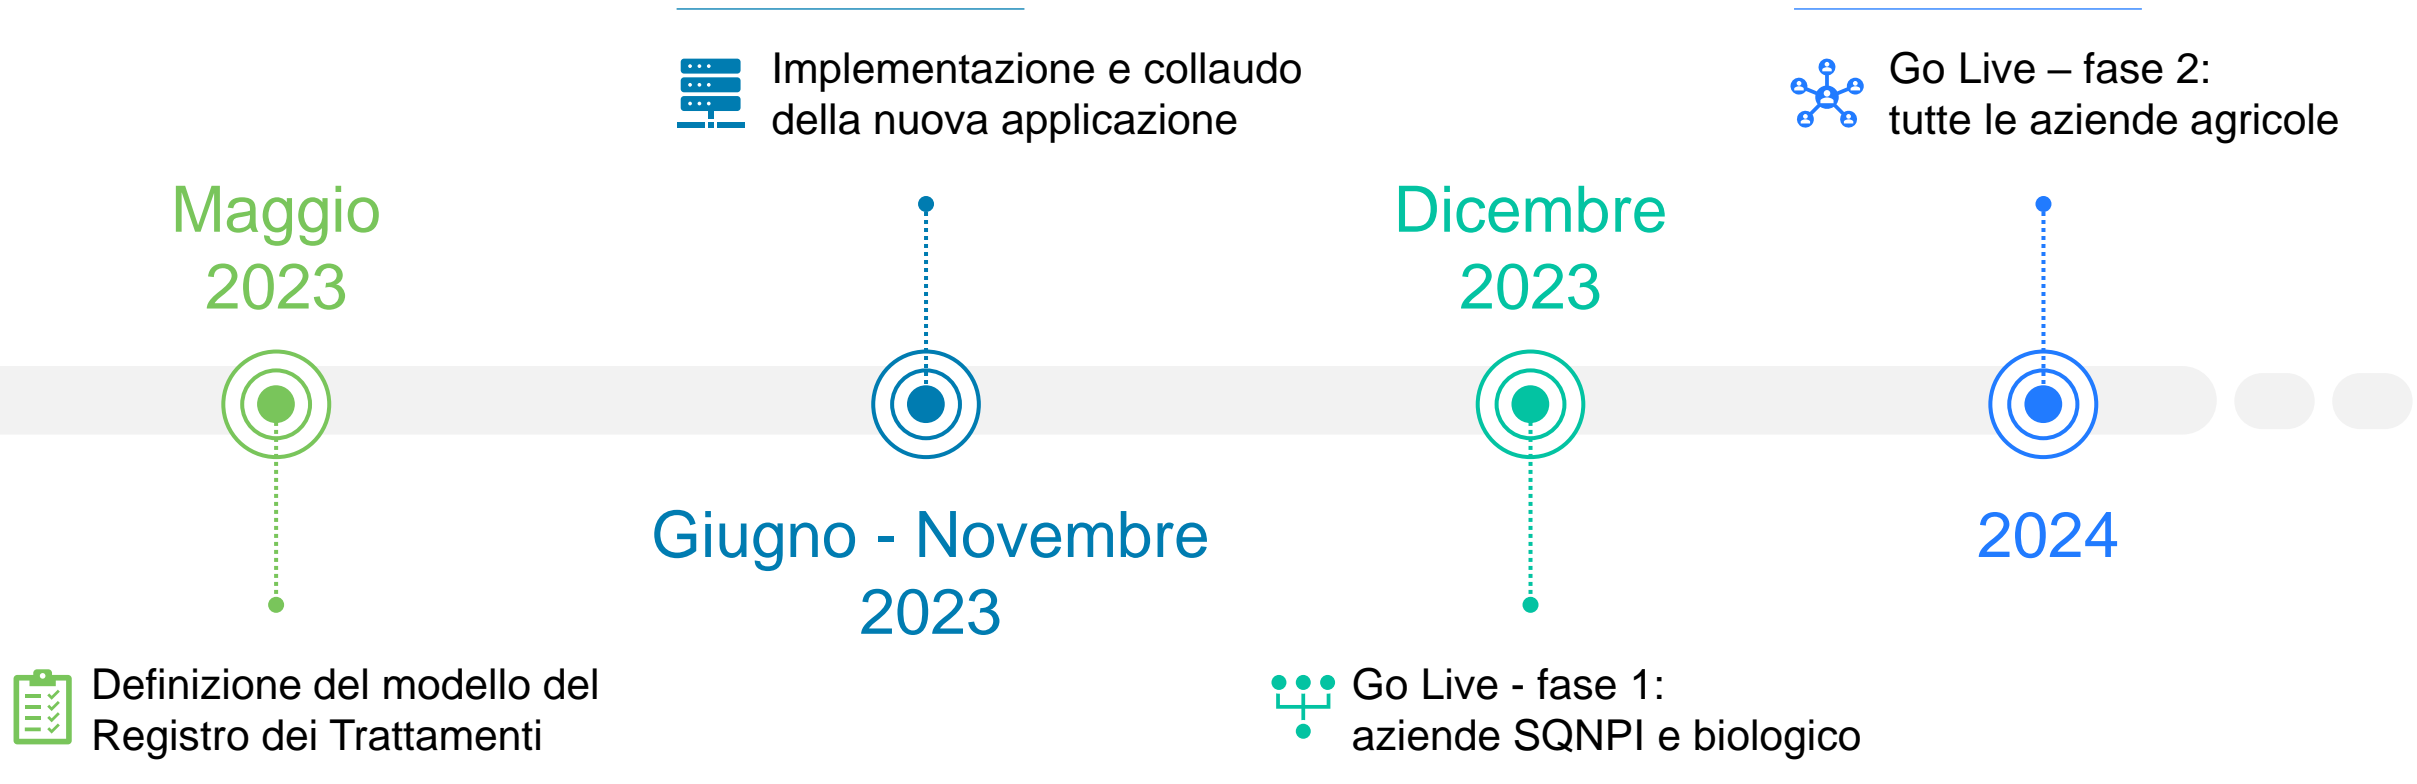 Implementazione e collaudo
della nuova applicazione
Go Live – fase 2:
tutte le aziende agricole
Maggio
2023
Dicembre
2023
Giugno - Novembre
2023
2024
Definizione del modello del
Registro dei Trattamenti
Go Live - fase 1:
aziende SQNPI e biologico